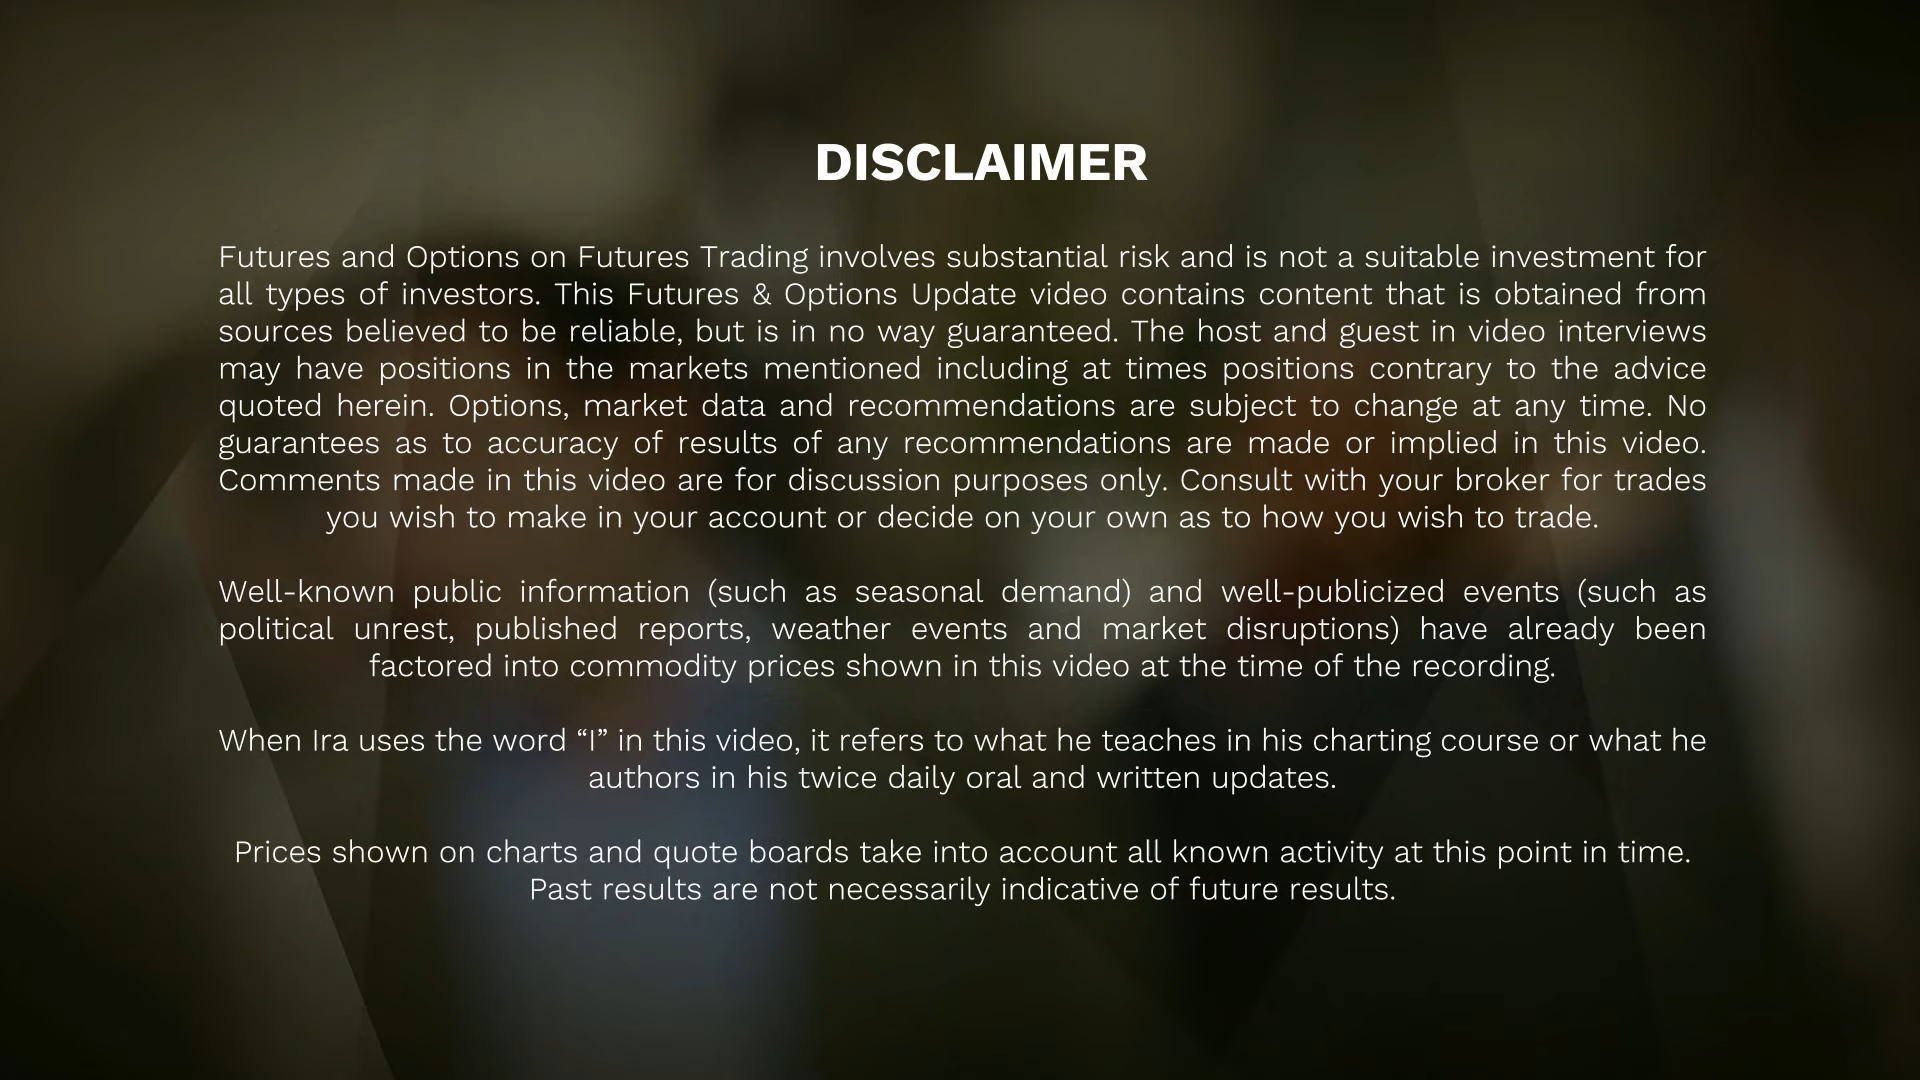 DISCLAIMER
Futures and Options on Futures Trading involves substantial risk and is not a suitable investment for
all types of investors. This Futures & Options Update video contains content that is obtained from
sources believed to be reliable, but is in no way guaranteed. The host and guest in video interviews
may have positions in the markets mentioned including at times positions contrary to the advice
quoted herein. Options, market data and recommendations are subject to change at any time. No
guarantees as to accuracy of results of any recommendations are made or implied in this video.
Comments made in this video are for discussion purposes only. Consult with your broker for trades
you wish to make in your account or decide on your own as to how you wish to trade.
Well-known public information (such as seasonal demand) and well-publicized events (such as
political unrest, published reports, weather events and market disruptions) have already been
factored into commodity prices shown in this video at the time of the recording.
When Ira uses the word “I” in this video, it refers to what he teaches in his charting course or what he
authors in his twice daily oral and written updates.
Prices shown on charts and quote boards take into account all known activity at this point in time.
Past results are not necessarily indicative of future results.